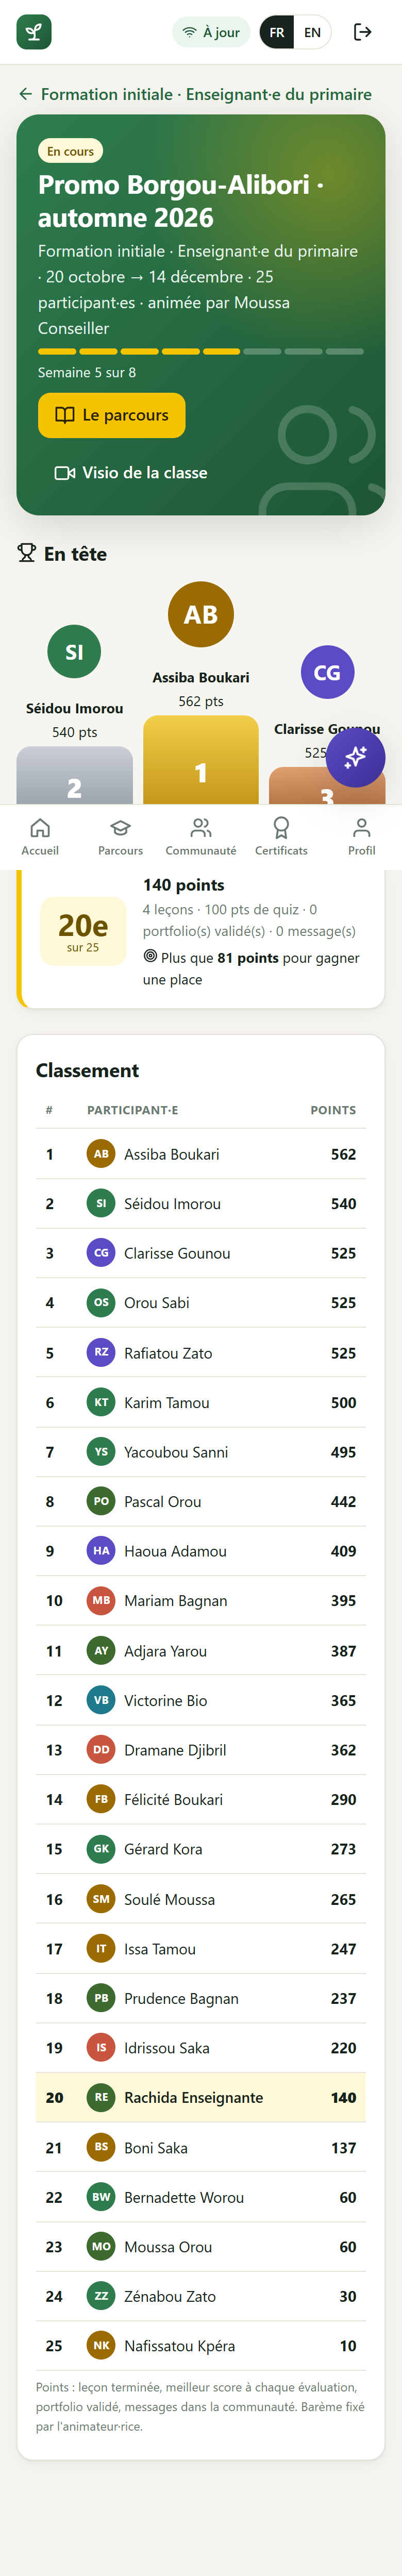 À jour
FR
EN
← Formation initiale · Enseignant·e du primaire
En cours
Promo Borgou-Alibori ·
automne 2026
Formation initiale · Enseignant·e du primaire
· 20 octobre → 14 décembre · 25
participant·es · animée par Moussa
Conseiller
Semaine 5 sur 8
Le parcours
Visio de la classe
En tête
AB
SI
CG
Assiba Boukari
562 pts
Séidou Imorou
540 pts
Clarisse Gounou
525
1
2
3
Accueil
Parcours
Communauté
Certificats
Profil
20e
sur 25
140 points
4 leçons · 100 pts de quiz · 0
portfolio(s) validé(s) · 0 message(s)
Plus que 81 points pour gagner
une place
Classement
# PARTICIPANT·E POINTS
1 AB Assiba Boukari 562
2 SI Séidou Imorou 540
3 CG Clarisse Gounou 525
4 OS Orou Sabi 525
5 RZ Rafiatou Zato 525
6 KT Karim Tamou 500
7 YS Yacoubou Sanni 495
8 PO Pascal Orou 442
9 HA Haoua Adamou 409
10 MB Mariam Bagnan 395
11 AY Adjara Yarou 387
12 VB Victorine Bio 365
13 DD Dramane Djibril 362
14 FB Félicité Boukari 290
15 GK Gérard Kora 273
16 SM Soulé Moussa 265
17 IT Issa Tamou 247
18 PB Prudence Bagnan 237
19 IS Idrissou Saka 220
20 RE Rachida Enseignante 140
21 BS Boni Saka 137
22 BW Bernadette Worou 60
23 MO Moussa Orou 60
24 ZZ Zénabou Zato 30
25 NK Nafissatou Kpéra 10
Points : leçon terminée, meilleur score à chaque évaluation,
portfolio validé, messages dans la communauté. Barème fixé
par l'animateur·rice.